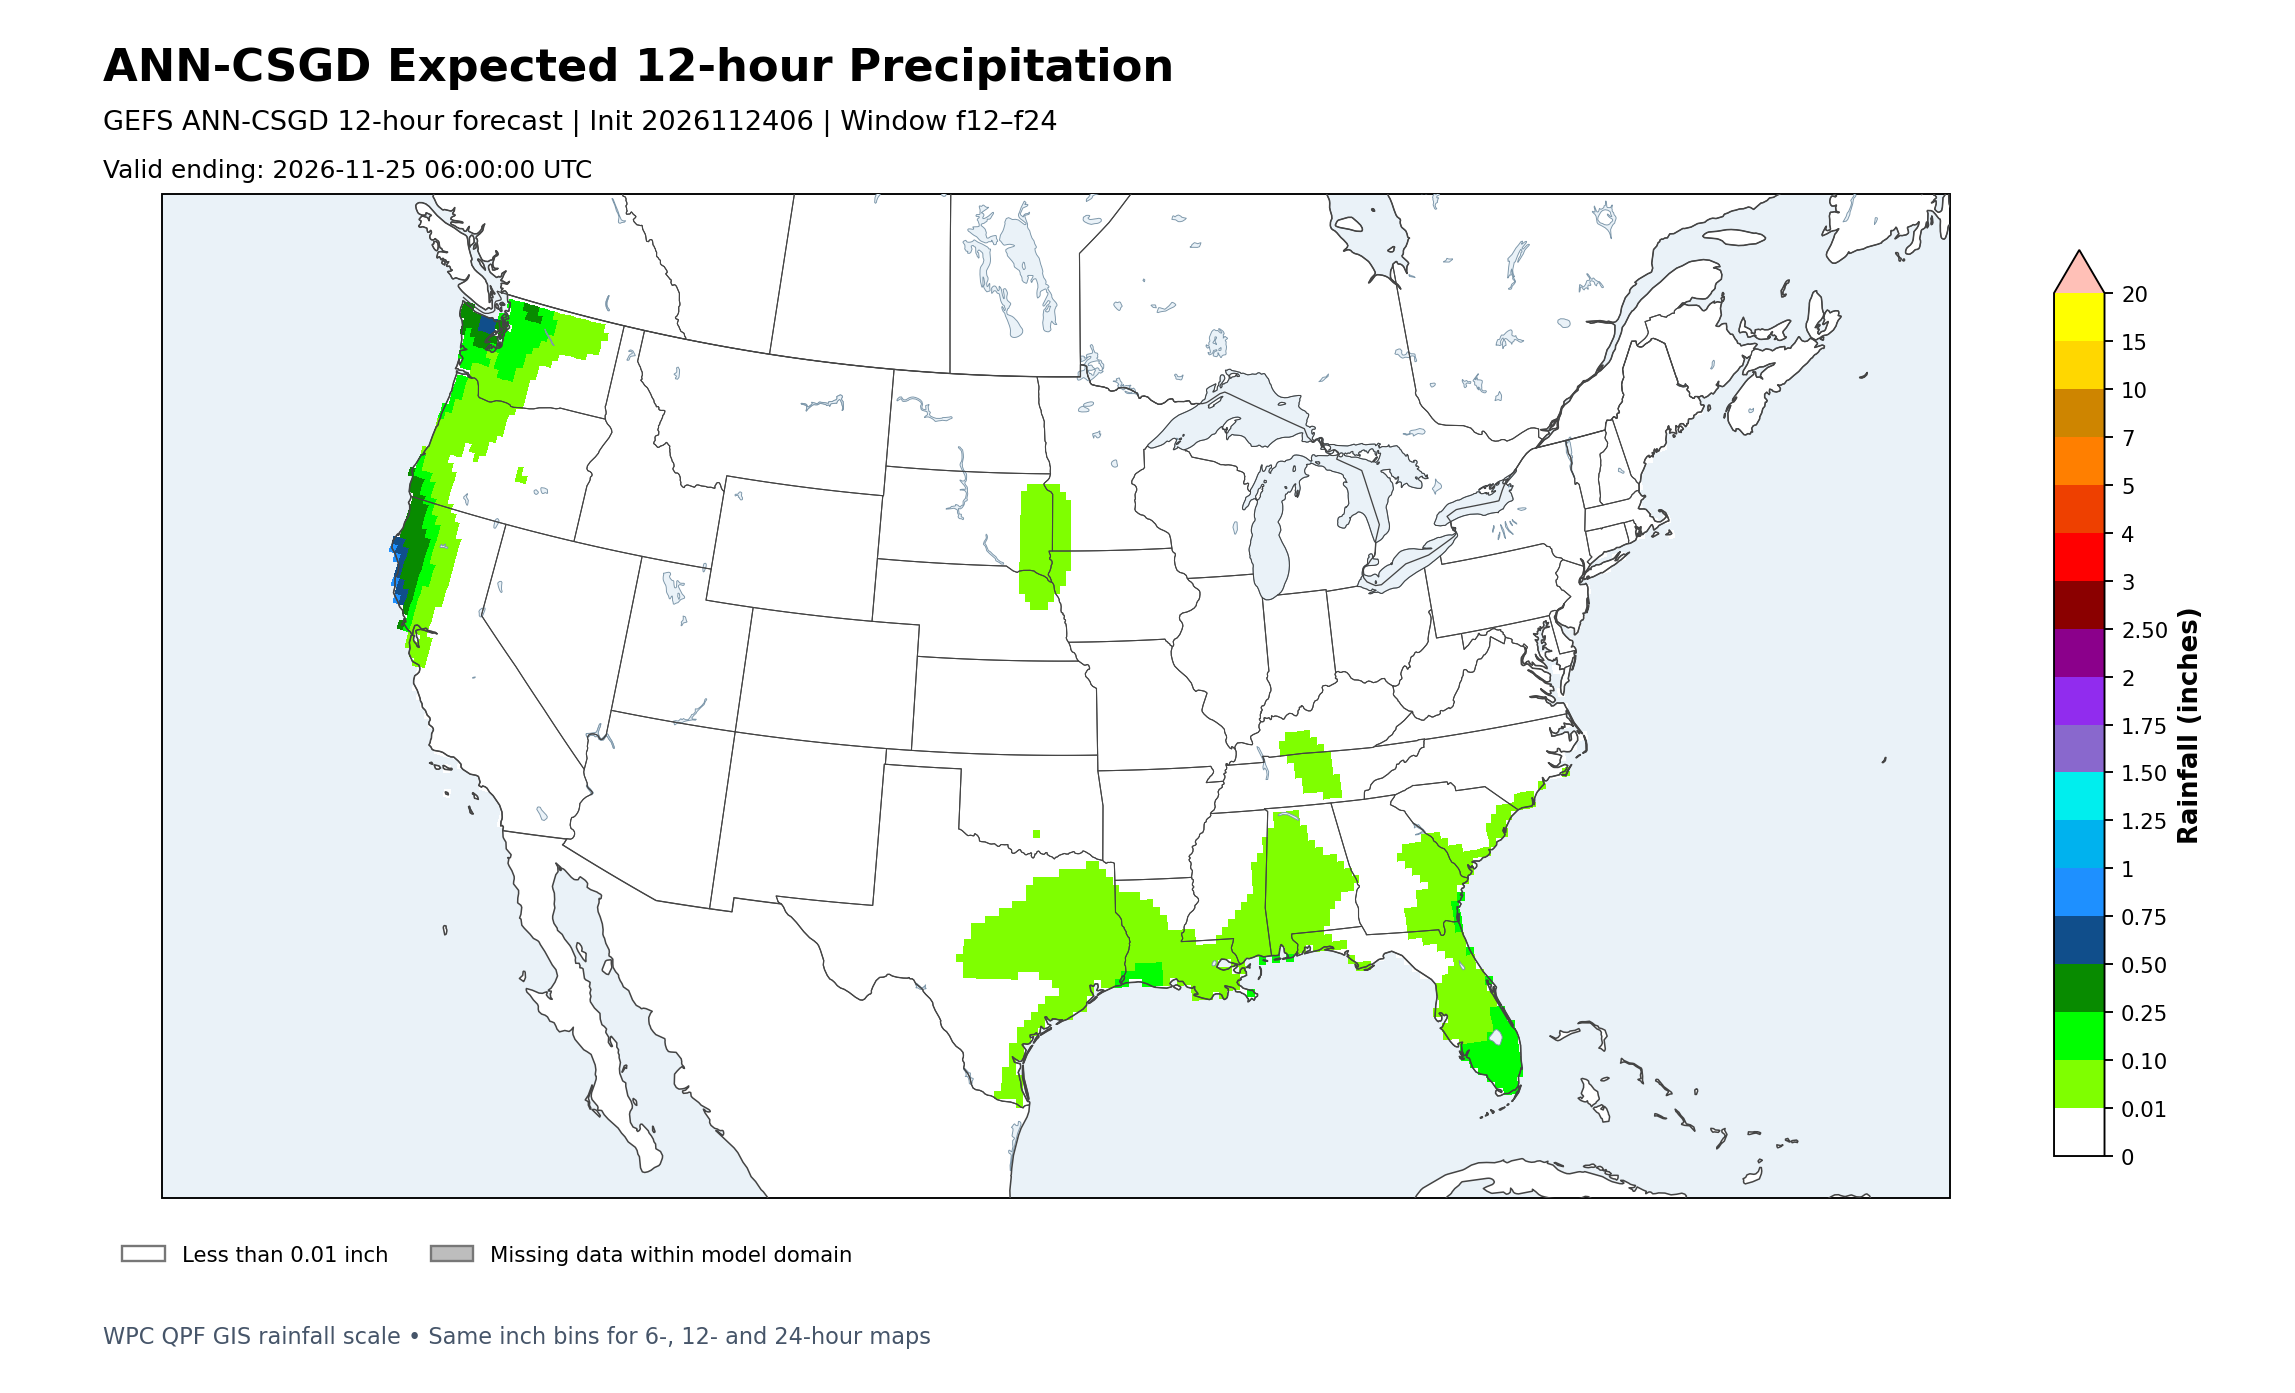 ANN-CSGD Expected 12-hour Precipitation
GEFS ANN-CSGD 12-hour forecast | Init 2026112406 | Window f12–f24
Valid ending: 2026-11-25 06:00:00 UTC
20
15
10
7
5
4
3
2.50
2
1.75
1.50
1.25
1
0.75
0.50
0.25
0.10
0.01
0
Rainfall (inches)
Less than 0.01 inch
Missing data within model domain
WPC QPF GIS rainfall scale • Same inch bins for 6-, 12- and 24-hour maps